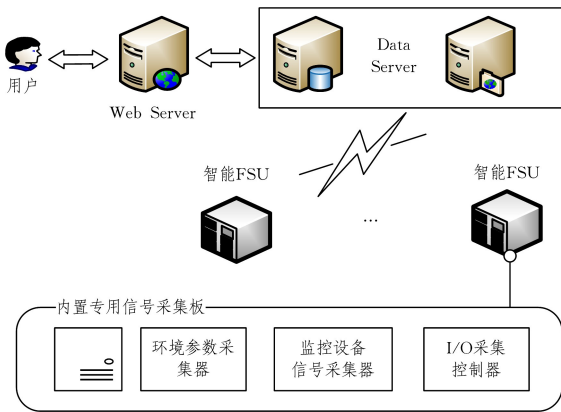 用户
Web Server
Data
Server
智能FSU
...
智能FSU
内置专用信号采集板
环境参数采
集器
监控设备
信号采集器
I/O采集
控制器